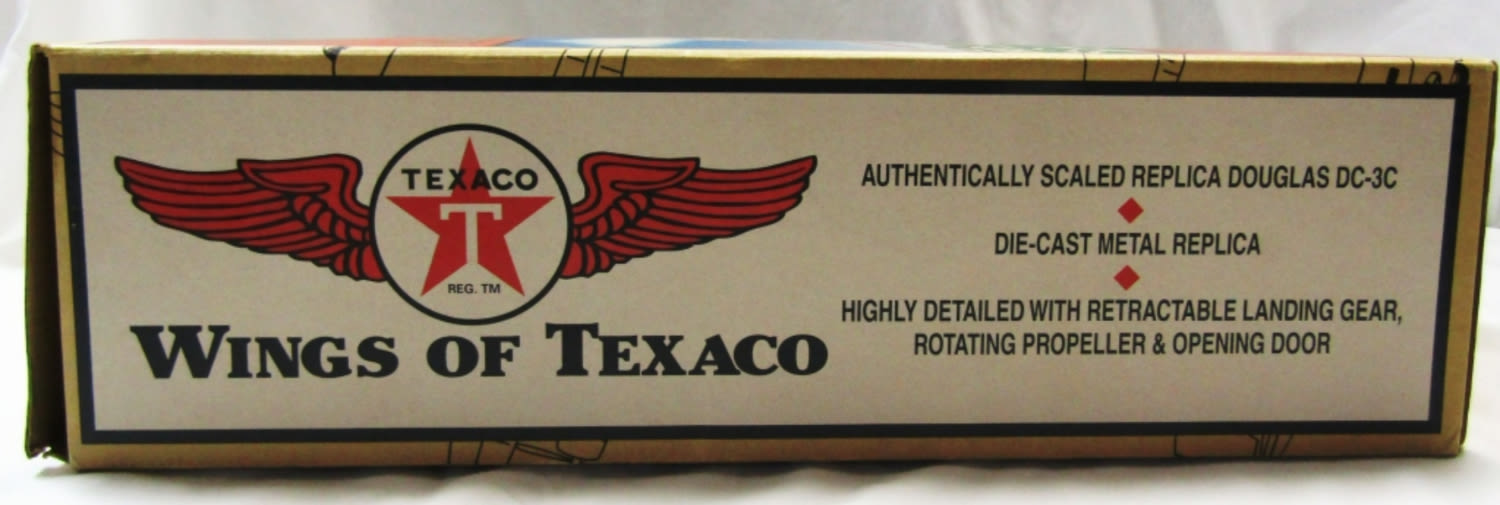 TEXACO
T
REG. TM
WINGS OF TEXACO
AUTHENTICALLY SCALED REPLICA DOUGLAS DC-3C
DIE-CAST METAL REPLICA
HIGHLY DETAILED WITH RETRACTABLE LANDING GEAR,
ROTATING PROPELLER & OPENING DOOR